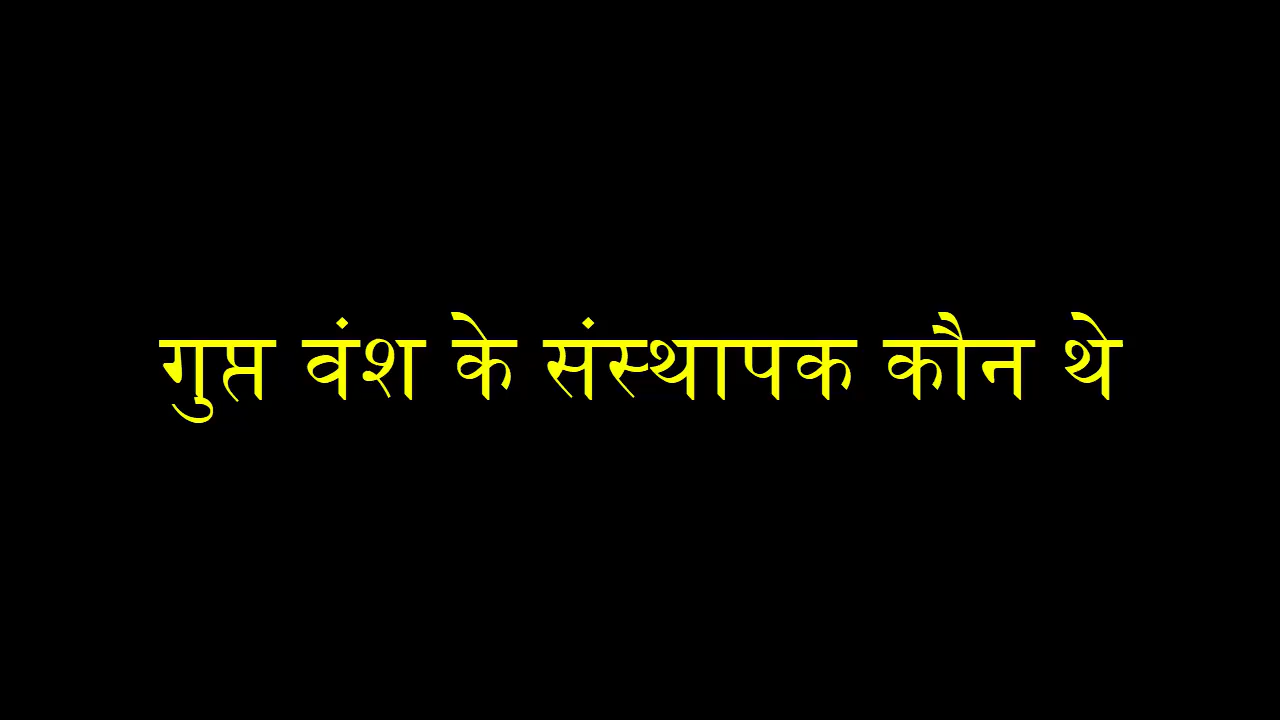 गुप्त वंश के संस्थापक कौन थे